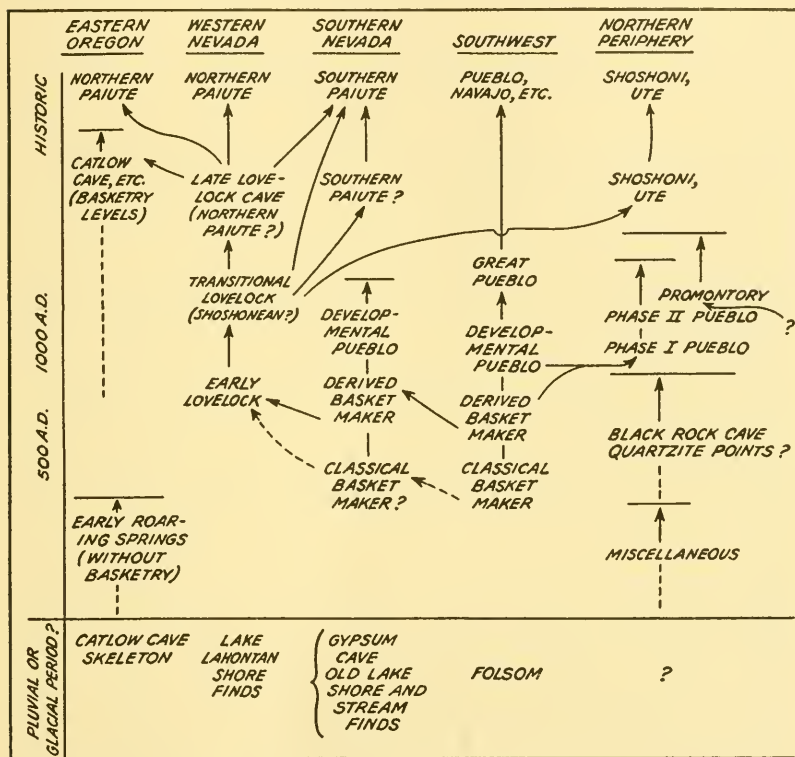 EASTERN
OREGON
WESTERN
NEVADA
SOUTHERN
NEVADA
SOUTHWEST
NORTHERN
PERIPHERY
HISTORIC
NORTHERN
PAIUTE
NORTHERN
PAIUTE
SOUTHERN
PAIUTE
PUEBLO,
NAVAJO, ETC.
SHOSHONI,
UTE
CATLOW
CAVE, ETC.
(BASKETRY
LEVELS)
LATE LOVE-
LOCK CAVE
(NORTHERN
PAIUTE ?)
SOUTHERN
PAIUTE ?
SHOSHONI,
UTE
1000 A.D.
TRANSITIONAL
LOVELOCK
(SHOSHONEAN?)
GREAT
PUEBLO
PROMONTORY
?
DEVELOP-
MENTAL
PUEBLO
DEVELOP-
MENTAL
PUEBLO
PHASE II PUEBLO
PHASE I PUEBLO
500 A.D.
EARLY
LOVELOCK
DERIVED
BASKET
MAKER
DERIVED
BASKET
MAKER
BLACK ROCK CAVE
QUARTZITE POINTS ?
CLASSICAL
BASKET
MAKER ?
CLASSICAL
BASKET
MAKER
EARLY ROAR-
ING SPRINGS
(WITHOUT
BASKETRY)
MISCELLANEOUS
PLUVIAL OR
GLACIAL PERIOD?
CATLOW CAVE
SKELETON
LAKE
LAHONTAN
SHORE
FINDS
GYPSUM
CAVE
OLD LAKE
SHORE AND
STREAM
FINDS
FOLSOM
?